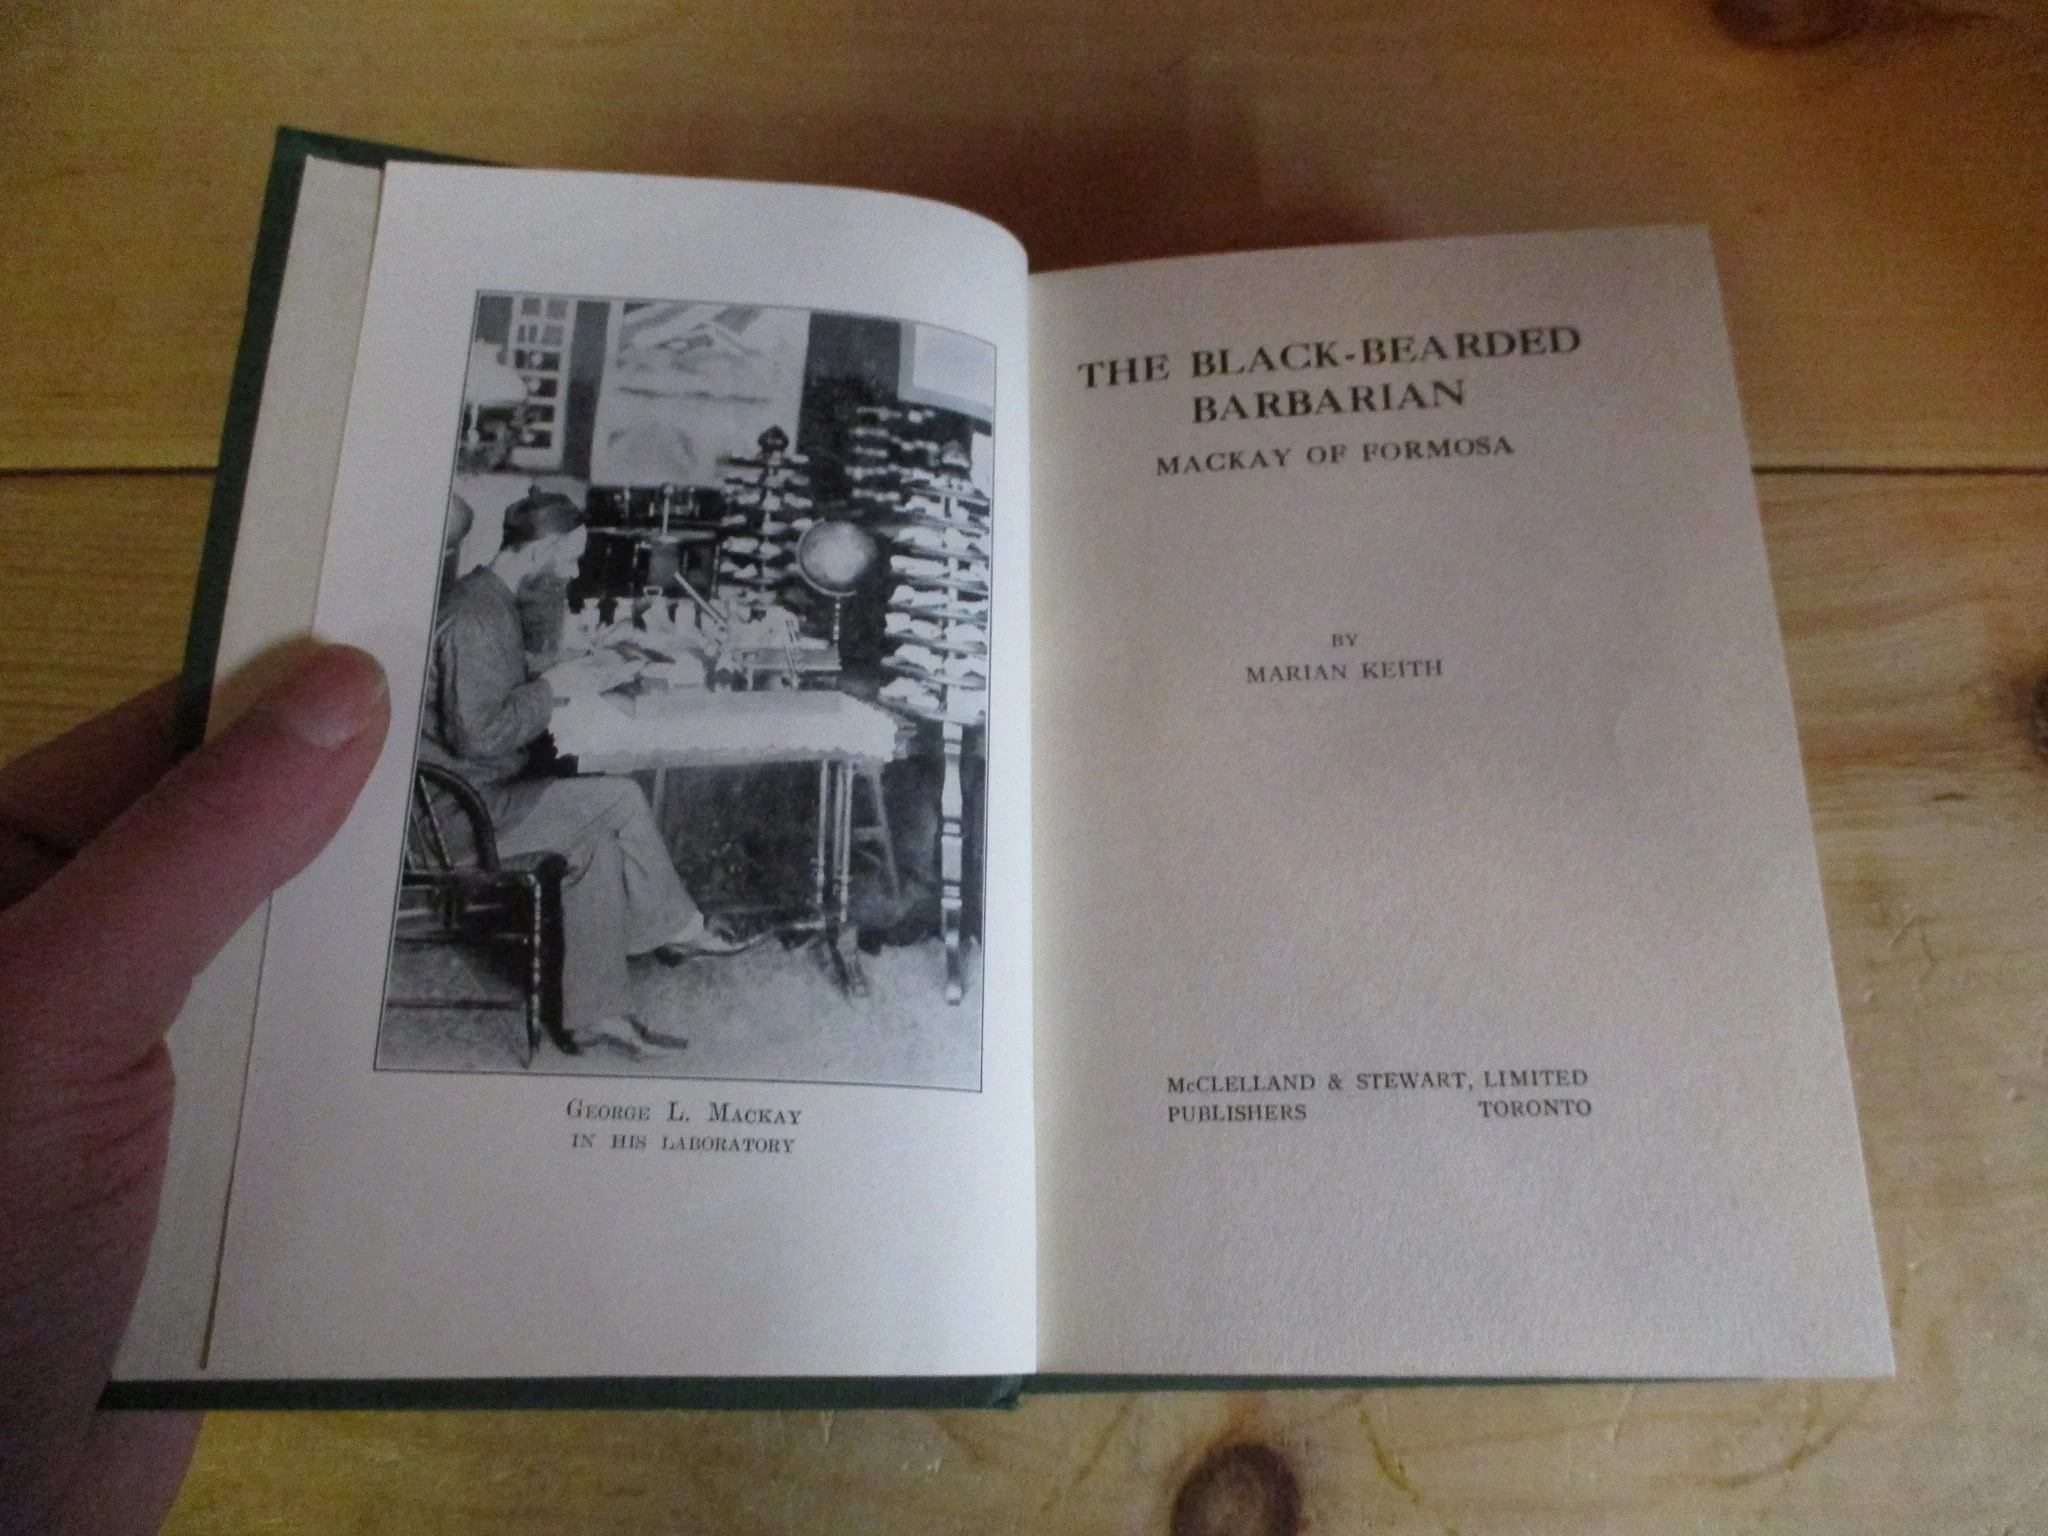 GEORGE L. MACKAY
IN HIS LABORATORY
THE BLACK-BEARDED
BARBARIAN
MACKAY OF FORMOSA
BY
MARIAN KEITH
McCLELLAND & STEWART, LIMITED
PUBLISHERS TORONTO